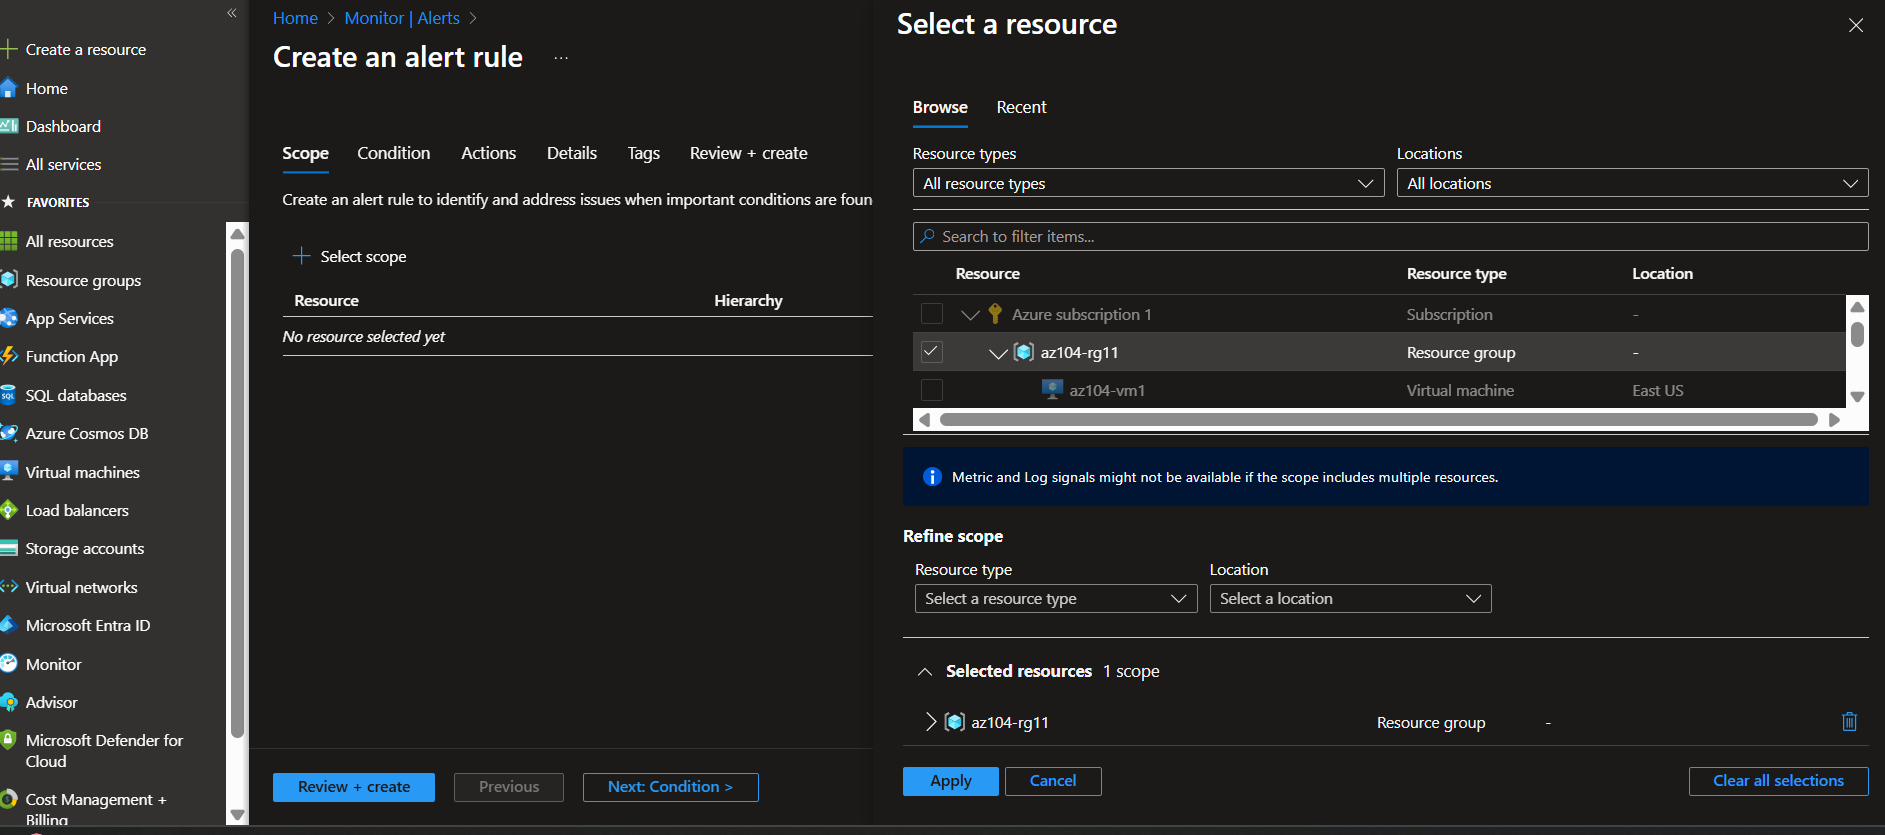 Create a resource
Home
Dashboard
All services
FAVORITES
All resources
Resource groups
App Services
Function App
SQL databases
Azure Cosmos DB
Virtual machines
Load balancers
Storage accounts
Virtual networks
Microsoft Entra ID
Monitor
Advisor
Microsoft Defender for
Cloud
Cost Management +
Billing
Home > Monitor | Alerts >
Create an alert rule ...
Scope Condition Actions Details Tags Review + create
Create an alert rule to identify and address issues when important conditions are foun
+ Select scope
Resource Hierarchy
No resource selected yet
Review + create Previous Next: Condition >
Select a resource
Browse Recent
Resource types Locations
All resource types All locations
Search to filter items...
Resource Resource type Location
Azure subscription 1 Subscription -
az104-rg11 Resource group -
az104-vm1 Virtual machine East US
Metric and Log signals might not be available if the scope includes multiple resources.
Refine scope
Resource type Location
Select a resource type Select a location
Selected resources 1 scope
az104-rg11 Resource group -
Apply Cancel Clear all selections